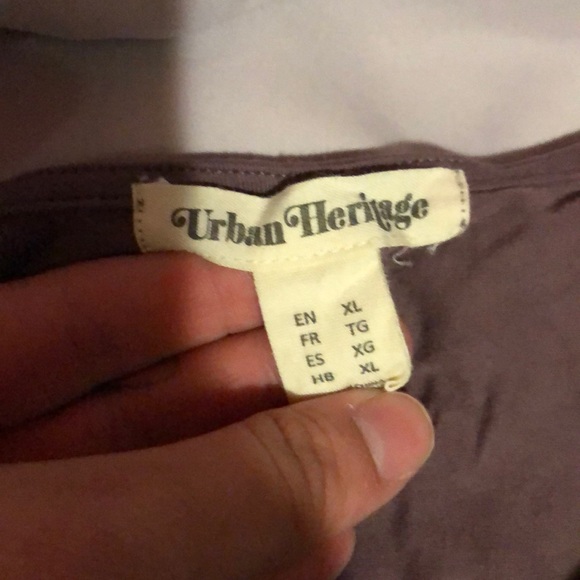 Urban Heritage
EN XL
FR TG
ES XG
HB XL